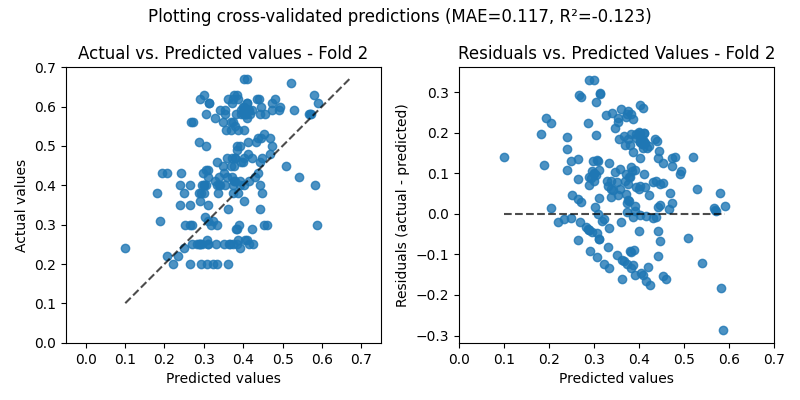 Plotting cross-validated predictions (MAE=0.117, R²=-0.123)
Actual vs. Predicted values - Fold 2
0.7
0.6
0.5
0.4
0.3
0.2
0.1
0.0
Actual values
0.0 0.1 0.2 0.3 0.4 0.5 0.6 0.7
Predicted values
Residuals vs. Predicted Values - Fold 2
0.3
0.2
0.1
0.0
−0.1
−0.2
−0.3
Residuals (actual - predicted)
0.0 0.1 0.2 0.3 0.4 0.5 0.6 0.7
Predicted values